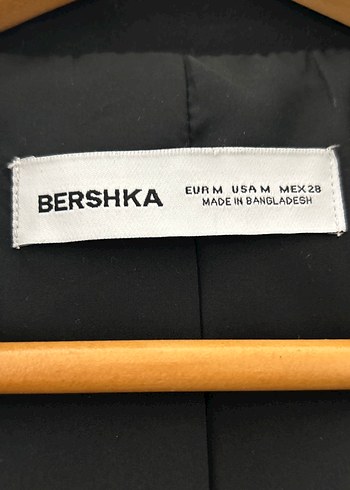 BERSHKA
EUR M USA M MEX 28
MADE IN BANGLADESH